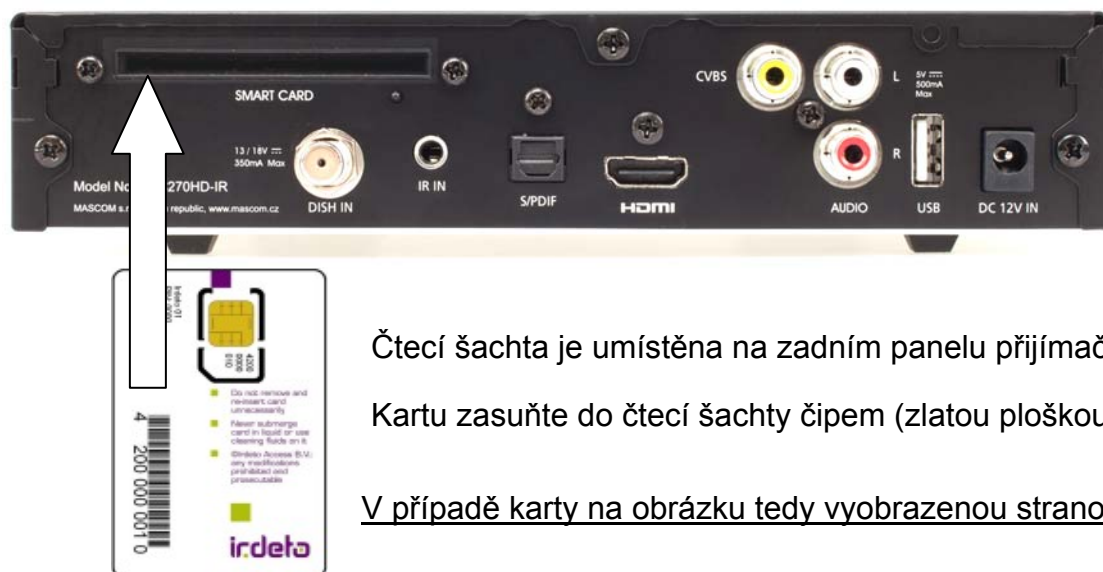 SMART CARD
CVBS
L
5V
500mA
Max
13 / 18V
350mA Max
R
Model No 270HD-IR
MASCOM s.r. republic, www.mascom.cz
DISH IN
IR IN
S/PDIF
HDMI
AUDIO
USB
DC 12V IN
Irdeto 01
4200
0000
010
Do not remove and
re-insert card
unnecessarily
Never submerge
card in liquid or use
cleaning fluids on it
©Irdeto Access B.V.:
any modifications
prohibited and
prosecutable
4 200 000 001 0
irdeto
Čtecí šachta je umístěna na zadním panelu přijímač
Kartu zasuňte do čtecí šachty čipem (zlatou ploškou
V případě karty na obrázku tedy vyobrazenou strano